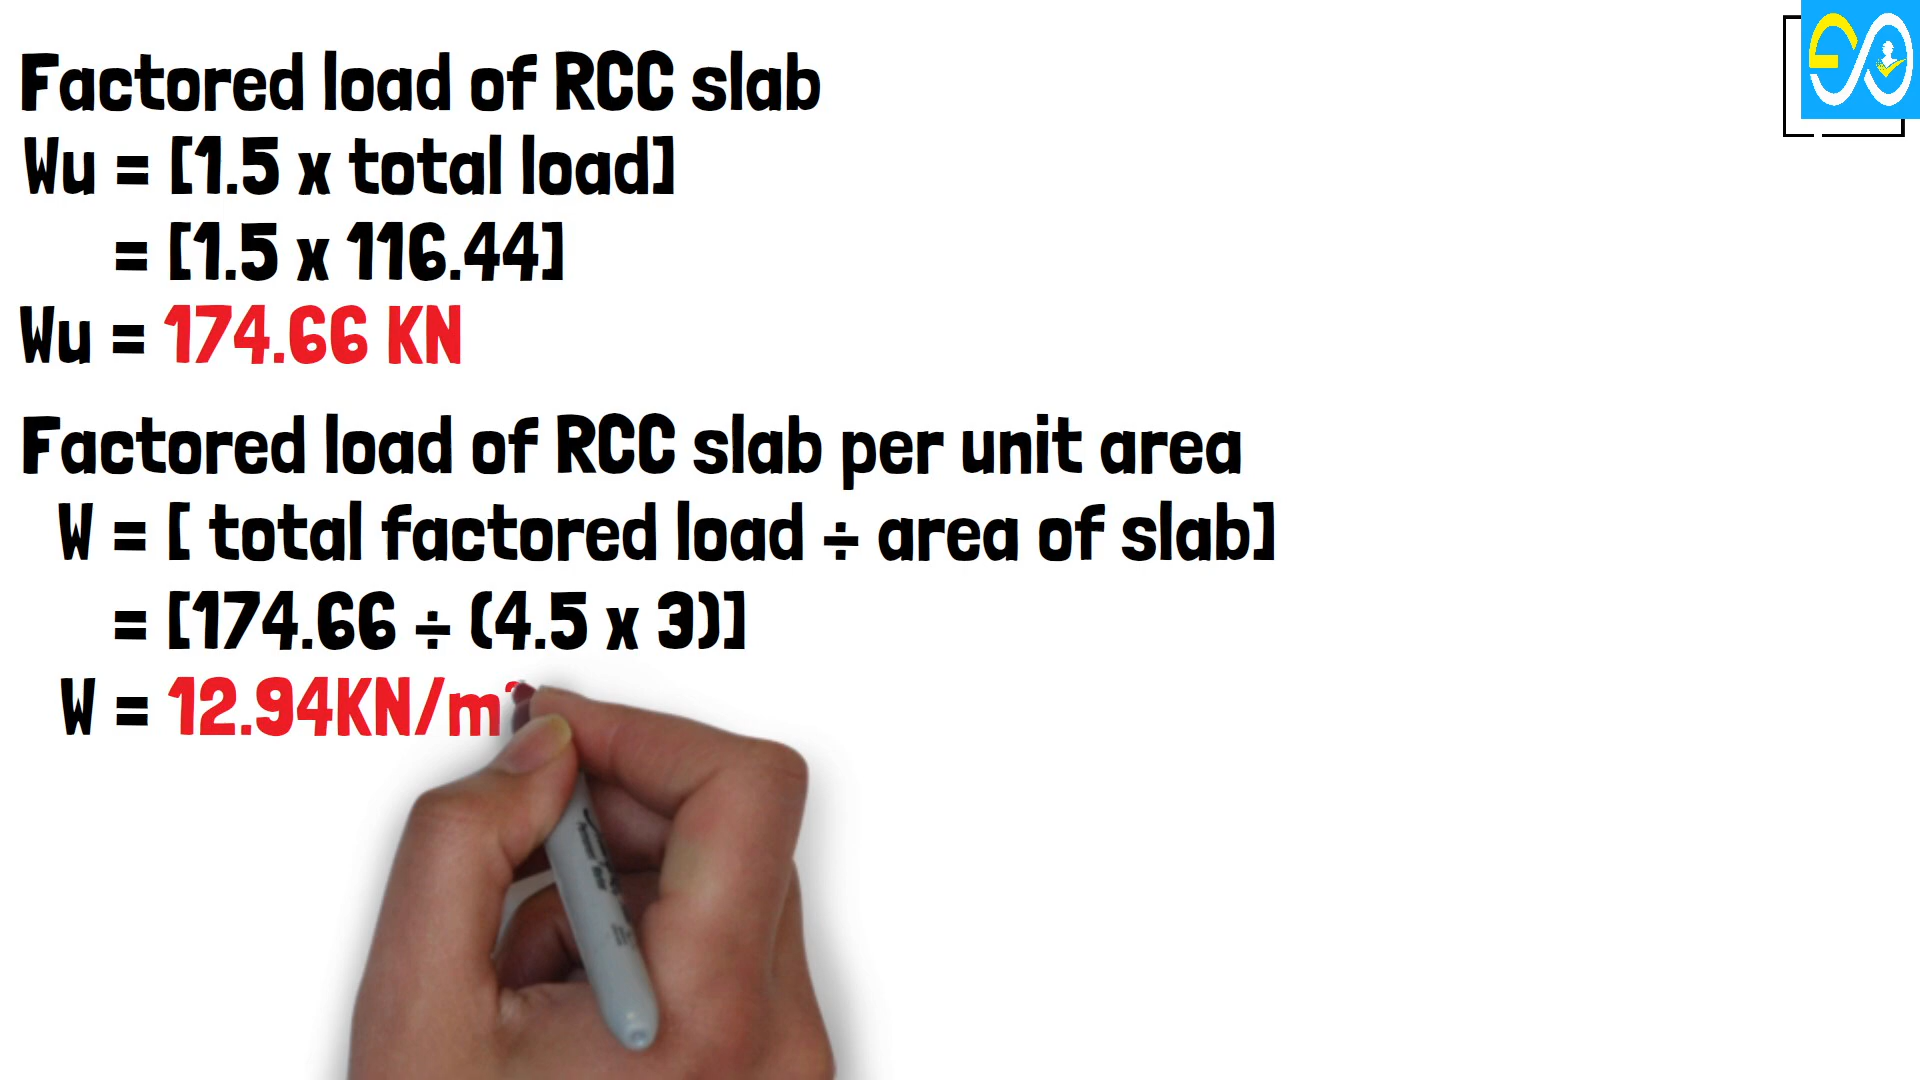 Factored load of RCC slab
Wu = [1.5 x total load]
= [1.5 x 116.44]
Wu = 174.66 KN
Factored load of RCC slab per unit area
W = [ total factored load ÷ area of slab]
= [174.66 ÷ (4.5 x 3)]
W = 12.94KN/m